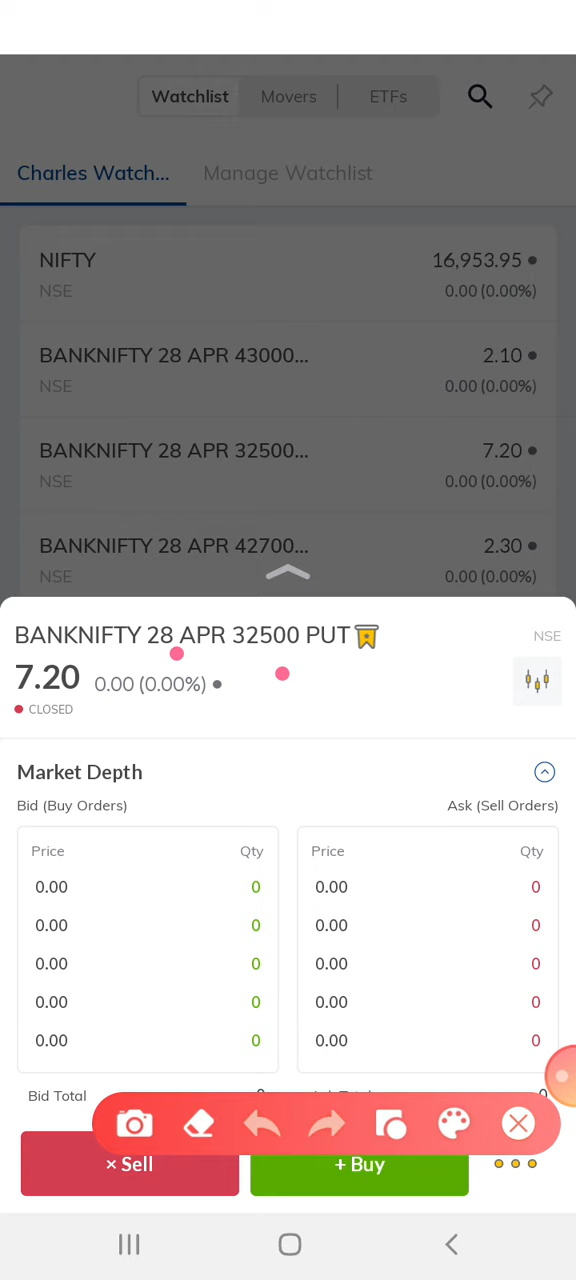 Watchlist Movers ETFs
Charles Watch... Manage Watchlist
NIFTY 16,953.95
NSE 0.00 (0.00%)
BANKNIFTY 28 APR 43000... 2.10
NSE 0.00 (0.00%)
BANKNIFTY 28 APR 32500... 7.20
NSE 0.00 (0.00%)
BANKNIFTY 28 APR 42700... 2.30
NSE 0.00 (0.00%)
BANKNIFTY 28 APR 32500 PUT NSE
7.20 0.00 (0.00%)
CLOSED
Market Depth
Bid (Buy Orders) Ask (Sell Orders)
Price Qty Price Qty
0.00 0 0.00 0
0.00 0 0.00 0
0.00 0 0.00 0
0.00 0 0.00 0
0.00 0 0.00 0
Bid Total
× Sell + Buy